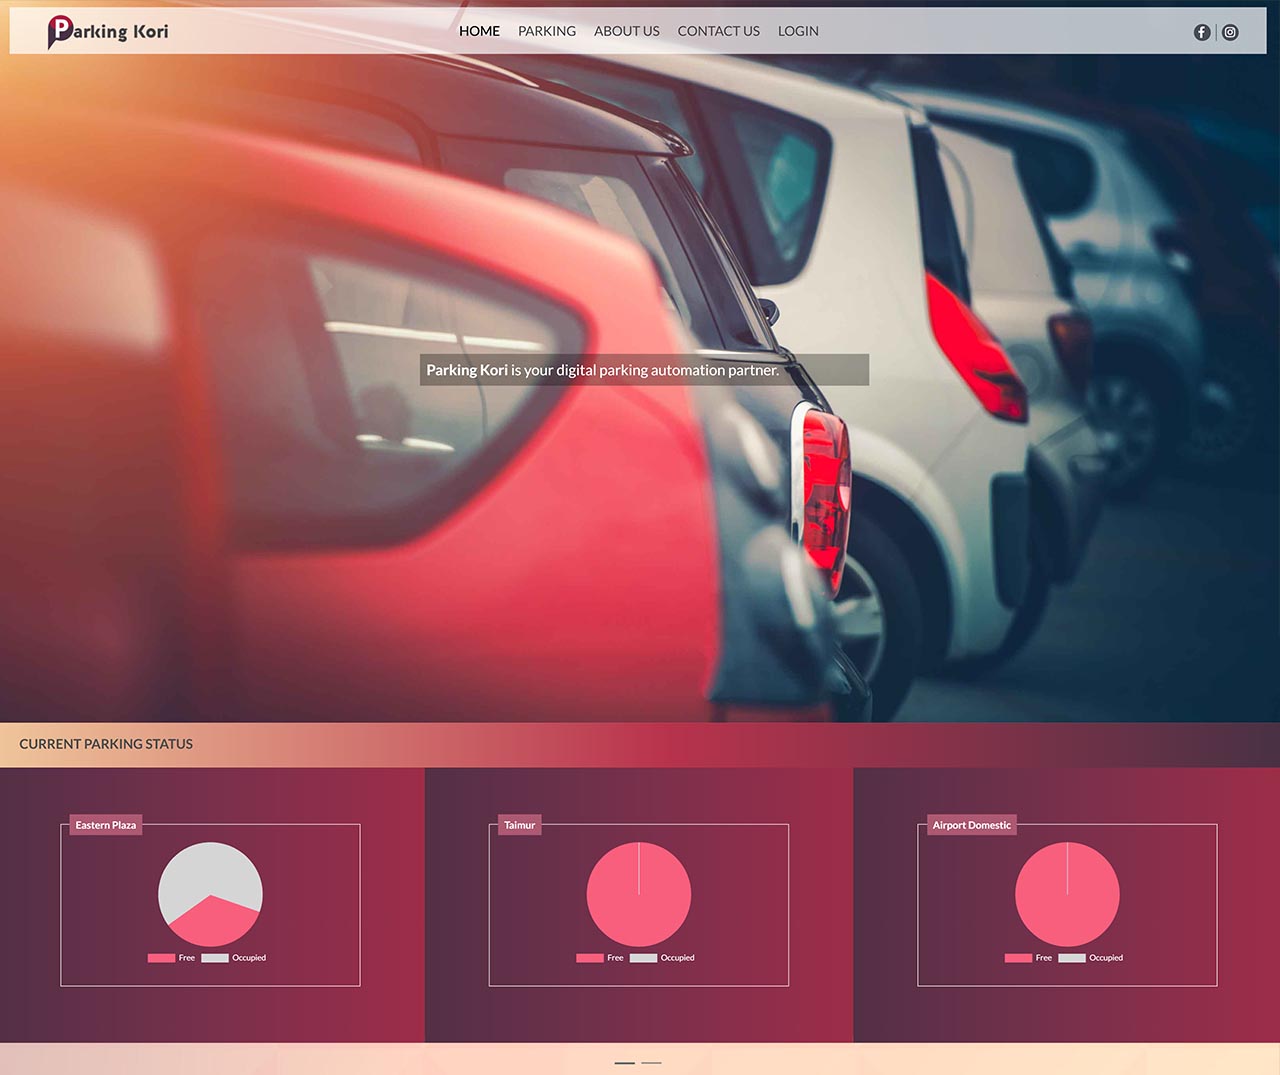 Parking Kori
HOME PARKING ABOUT US CONTACT US LOGIN
Parking Kori is your digital parking automation partner.
CURRENT PARKING STATUS
Eastern Plaza
Free Occupied
Taimur
Free Occupied
Airport Domestic
Free Occupied